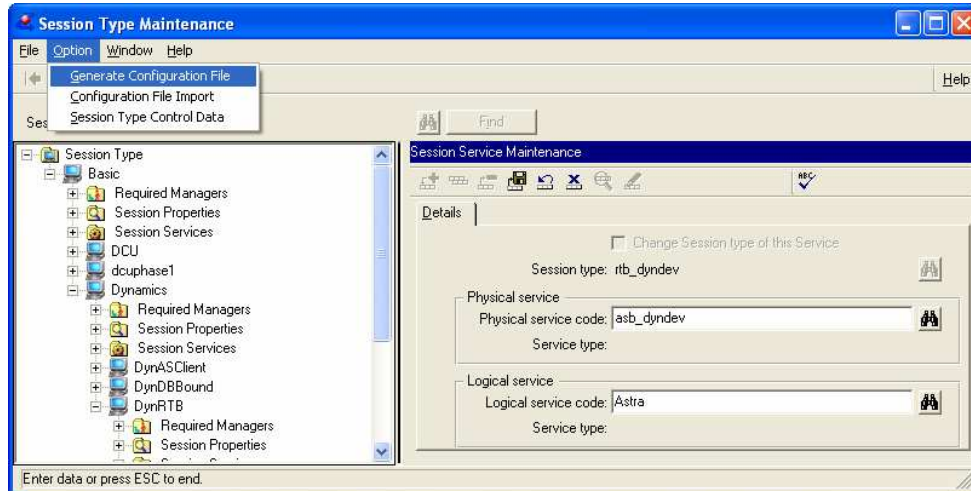 Session Type Maintenance
File Option Window Help
Generate Configuration File
Help
Configuration File Import
Session Type Control Data
Ses
Find
Session Type
Basic
Required Managers
Session Properties
Session Services
DCU
dcuphase1
Dynamics
Required Managers
Session Properties
Session Services
DynASClient
DynDBBound
DynRTB
Required Managers
Session Properties
Session Service Maintenance
ABC
Details
Change Session type of this Service
Session type: rtb_dyndev
Physical service
Physical service code: asb_dyndev
Service type:
Logical service
Logical service code: Astra
Service type:
Enter data or press ESC to end.